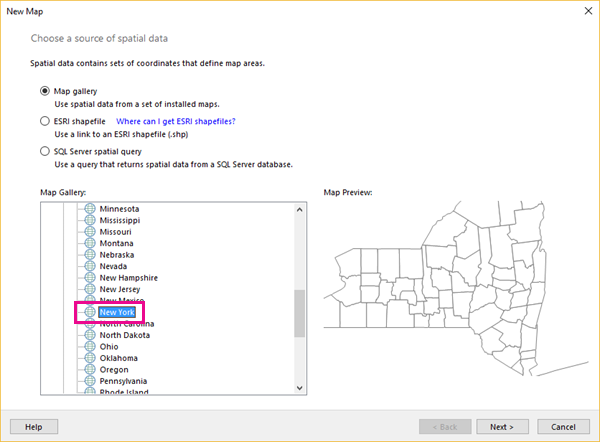 New Map
Choose a source of spatial data
Spatial data contains sets of coordinates that define map areas.
Map gallery
Use spatial data from a set of installed maps.
ESRI shapefile Where can I get ESRI shapefiles?
Use a link to an ESRI shapefile (.shp)
SQL Server spatial query
Use a query that returns spatial data from a SQL Server database.
Map Gallery:
Minnesota
Mississippi
Missouri
Montana
Nebraska
Nevada
New Hampshire
New Jersey
New Mexico
New York
North Carolina
North Dakota
Ohio
Oklahoma
Oregon
Pennsylvania
Rhode Island
Map Preview:
Help
< Back
Next >
Cancel